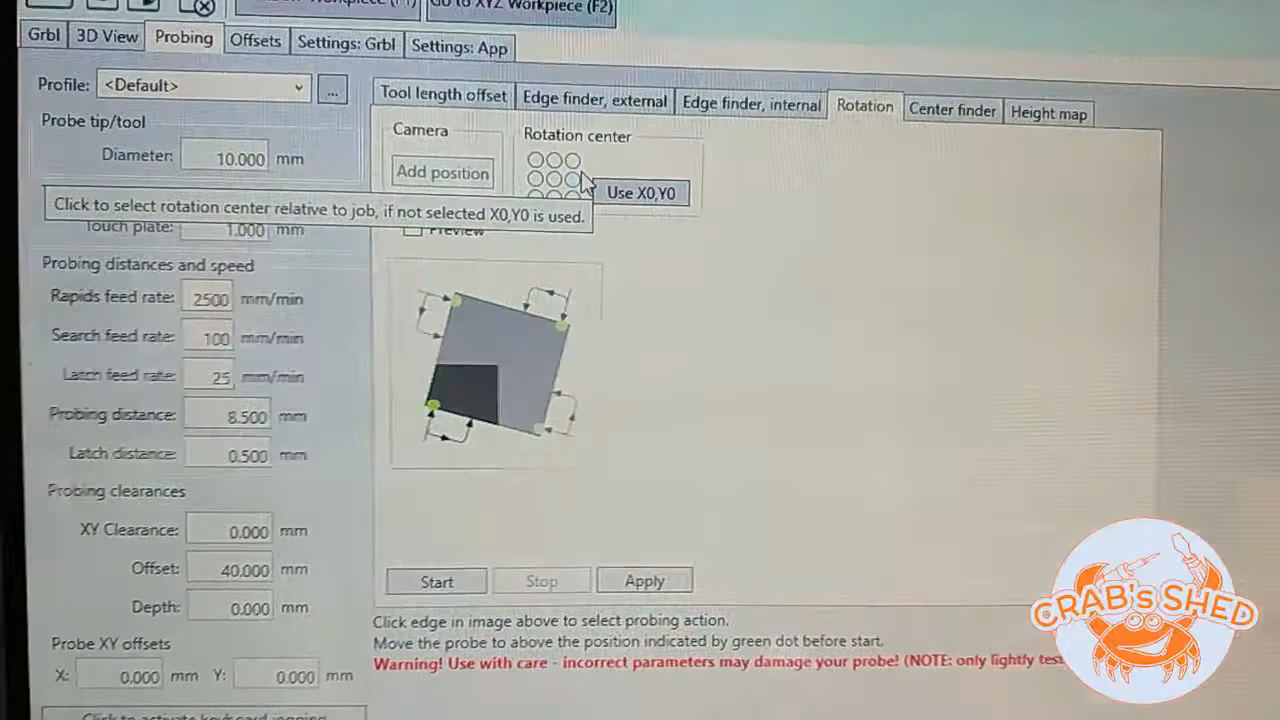 Go to XYZ Workpiece (F2)
Grbl
3D View
Probing
Offsets
Settings: Grbl
Settings: App
Profile:
<Default>
...
Tool length offset
Edge finder, external
Edge finder, internal
Rotation
Center finder
Height map
Probe tip/tool
Diameter:
10.000 mm
Camera
Add position
Rotation center
Use X0,Y0
Click to select rotation center relative to job, if not selected X0,Y0 is used.
Touch plate:
1.000 mm
Preview
Probing distances and speed
Rapids feed rate:
2500 mm/min
Search feed rate:
100 mm/min
Latch feed rate:
25 mm/min
Probing distance:
8.500 mm
Latch distance:
0.500 mm
Probing clearances
XY Clearance:
0.000 mm
Offset:
40.000 mm
Depth:
0.000 mm
Start
Stop
Apply
Click edge in image above to select probing action.
Move the probe to above the position indicated by green dot before start.
Warning! Use with care - incorrect parameters may damage your probe! (NOTE: only lightly
Probe XY offsets
X: 0.000 mm Y: 0.000 mm
Click to activate keyboard jogging
CRAB's SHED